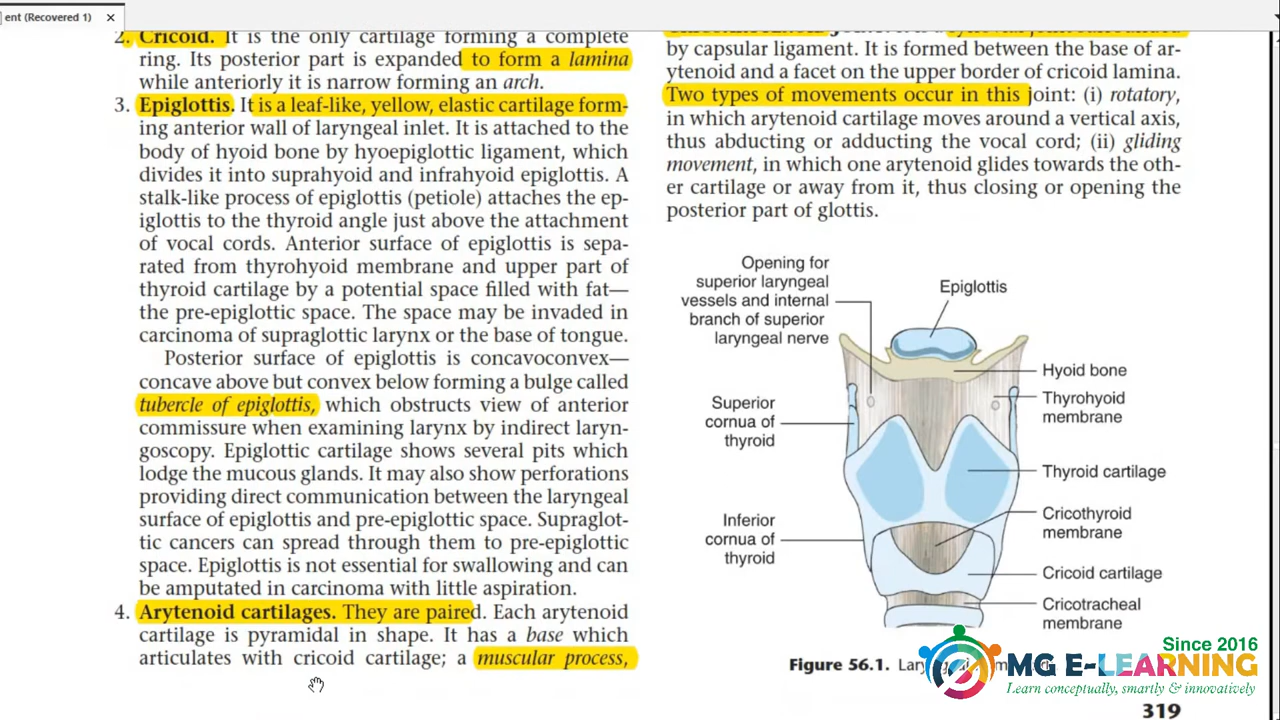 ent (Recovered 1) ✕
2. Cricoid. It is the only cartilage forming a complete
ring. Its posterior part is expanded to form a lamina
while anteriorly it is narrow forming an arch.
3. Epiglottis. It is a leaf-like, yellow, elastic cartilage form-
ing anterior wall of laryngeal inlet. It is attached to the
body of hyoid bone by hyoepiglottic ligament, which
divides it into suprahyoid and infrahyoid epiglottis. A
stalk-like process of epiglottis (petiole) attaches the ep-
iglottis to the thyroid angle just above the attachment
of vocal cords. Anterior surface of epiglottis is sepa-
rated from thyrohyoid membrane and upper part of
thyroid cartilage by a potential space filled with fat—
the pre-epiglottic space. The space may be invaded in
carcinoma of supraglottic larynx or the base of tongue.
Posterior surface of epiglottis is concavoconvex—
concave above but convex below forming a bulge called
tubercle of epiglottis, which obstructs view of anterior
commissure when examining larynx by indirect laryn-
goscopy. Epiglottic cartilage shows several pits which
lodge the mucous glands. It may also show perforations
providing direct communication between the laryngeal
surface of epiglottis and pre-epiglottic space. Supraglot-
tic cancers can spread through them to pre-epiglottic
space. Epiglottis is not essential for swallowing and can
be amputated in carcinoma with little aspiration.
4. Arytenoid cartilages. They are paired. Each arytenoid
cartilage is pyramidal in shape. It has a base which
articulates with cricoid cartilage; a muscular process,
by capsular ligament. It is formed between the base of ar-
ytenoid and a facet on the upper border of cricoid lamina.
Two types of movements occur in this joint: (i) rotatory,
in which arytenoid cartilage moves around a vertical axis,
thus abducting or adducting the vocal cord; (ii) gliding
movement, in which one arytenoid glides towards the oth-
er cartilage or away from it, thus closing or opening the
posterior part of glottis.
Opening for
superior laryngeal
vessels and internal
branch of superior
laryngeal nerve
Epiglottis
Hyoid bone
Thyrohyoid
membrane
Superior
cornua of
thyroid
Thyroid cartilage
Cricothyroid
membrane
Inferior
cornua of
thyroid
Cricoid cartilage
Cricotracheal
membrane
Figure 56.1.
Since 2016
MG E-LEARNING
Learn conceptually, smartly & innovatively
319